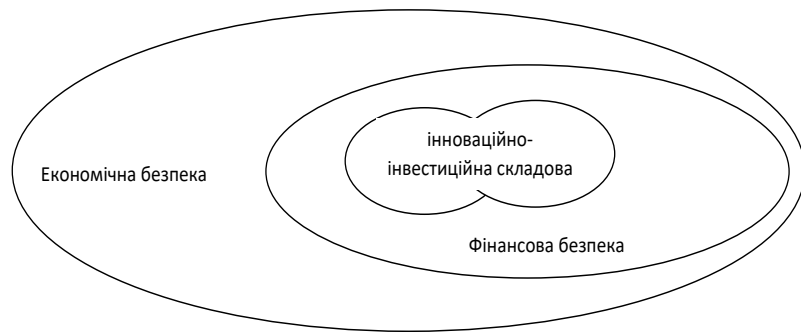 інноваційно-
інвестиційна складова
Економічна безпека
Фінансова безпека